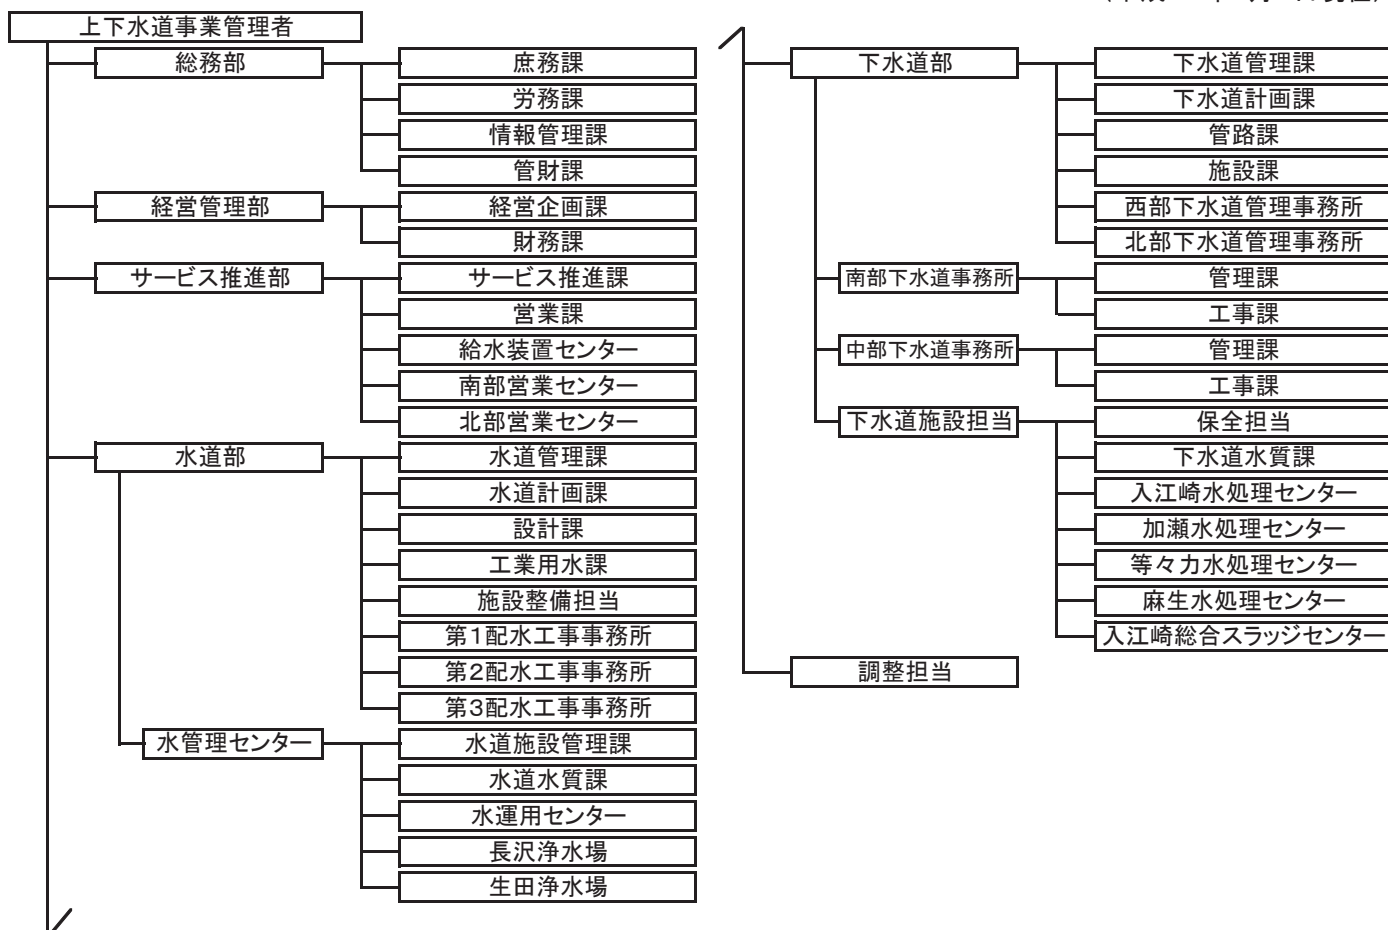 上下水道事業管理者
総務部
庶務課
労務課
情報管理課
管財課
経営管理部
経営企画課
財務課
サービス推進部
サービス推進課
営業課
給水装置センター
南部営業センター
北部営業センター
水道部
水道管理課
水道計画課
設計課
工業用水課
施設整備担当
第1配水工事事務所
第2配水工事事務所
第3配水工事事務所
水管理センター
水道施設管理課
水道水質課
水運用センター
長沢浄水場
生田浄水場
下水道部
下水道管理課
下水道計画課
管路課
施設課
西部下水道管理事務所
北部下水道管理事務所
南部下水道事務所
管理課
工事課
中部下水道事務所
管理課
工事課
下水道施設担当
保全担当
下水道水質課
入江崎水処理センター
加瀬水処理センター
等々力水処理センター
麻生水処理センター
入江崎総合スラッジセンター
調整担当